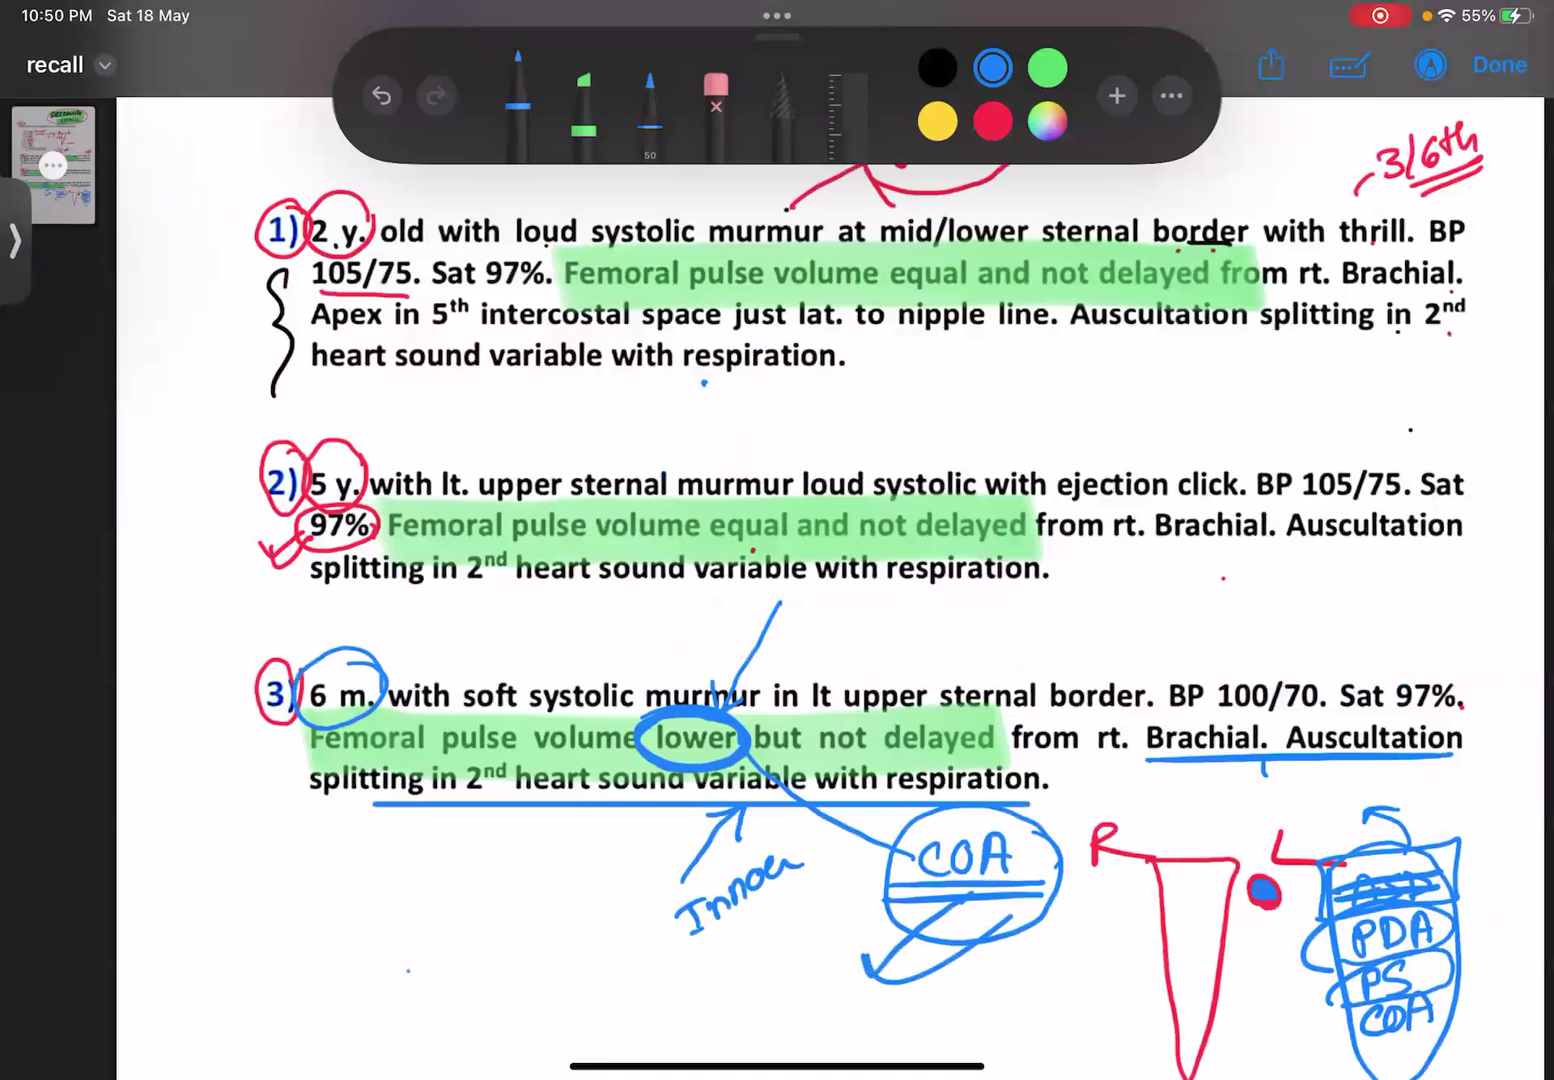 10:50 PM Sat 18 May
55%
recall
Done
50
3/6th
1) 2 y. old with loud systolic murmur at mid/lower sternal border with thrill. BP
105/75. Sat 97%. Femoral pulse volume equal and not delayed from rt. Brachial.
Apex in 5th intercostal space just lat. to nipple line. Auscultation splitting in 2nd
heart sound variable with respiration.
2) 5 y. with lt. upper sternal murmur loud systolic with ejection click. BP 105/75. Sat
97%. Femoral pulse volume equal and not delayed from rt. Brachial. Auscultation
splitting in 2nd heart sound variable with respiration.
3) 6 m. with soft systolic murmur in lt upper sternal border. BP 100/70. Sat 97%.
Femoral pulse volume lower but not delayed from rt. Brachial. Auscultation
splitting in 2nd heart sound variable with respiration.
COA
R
L
PDA
PS
COA